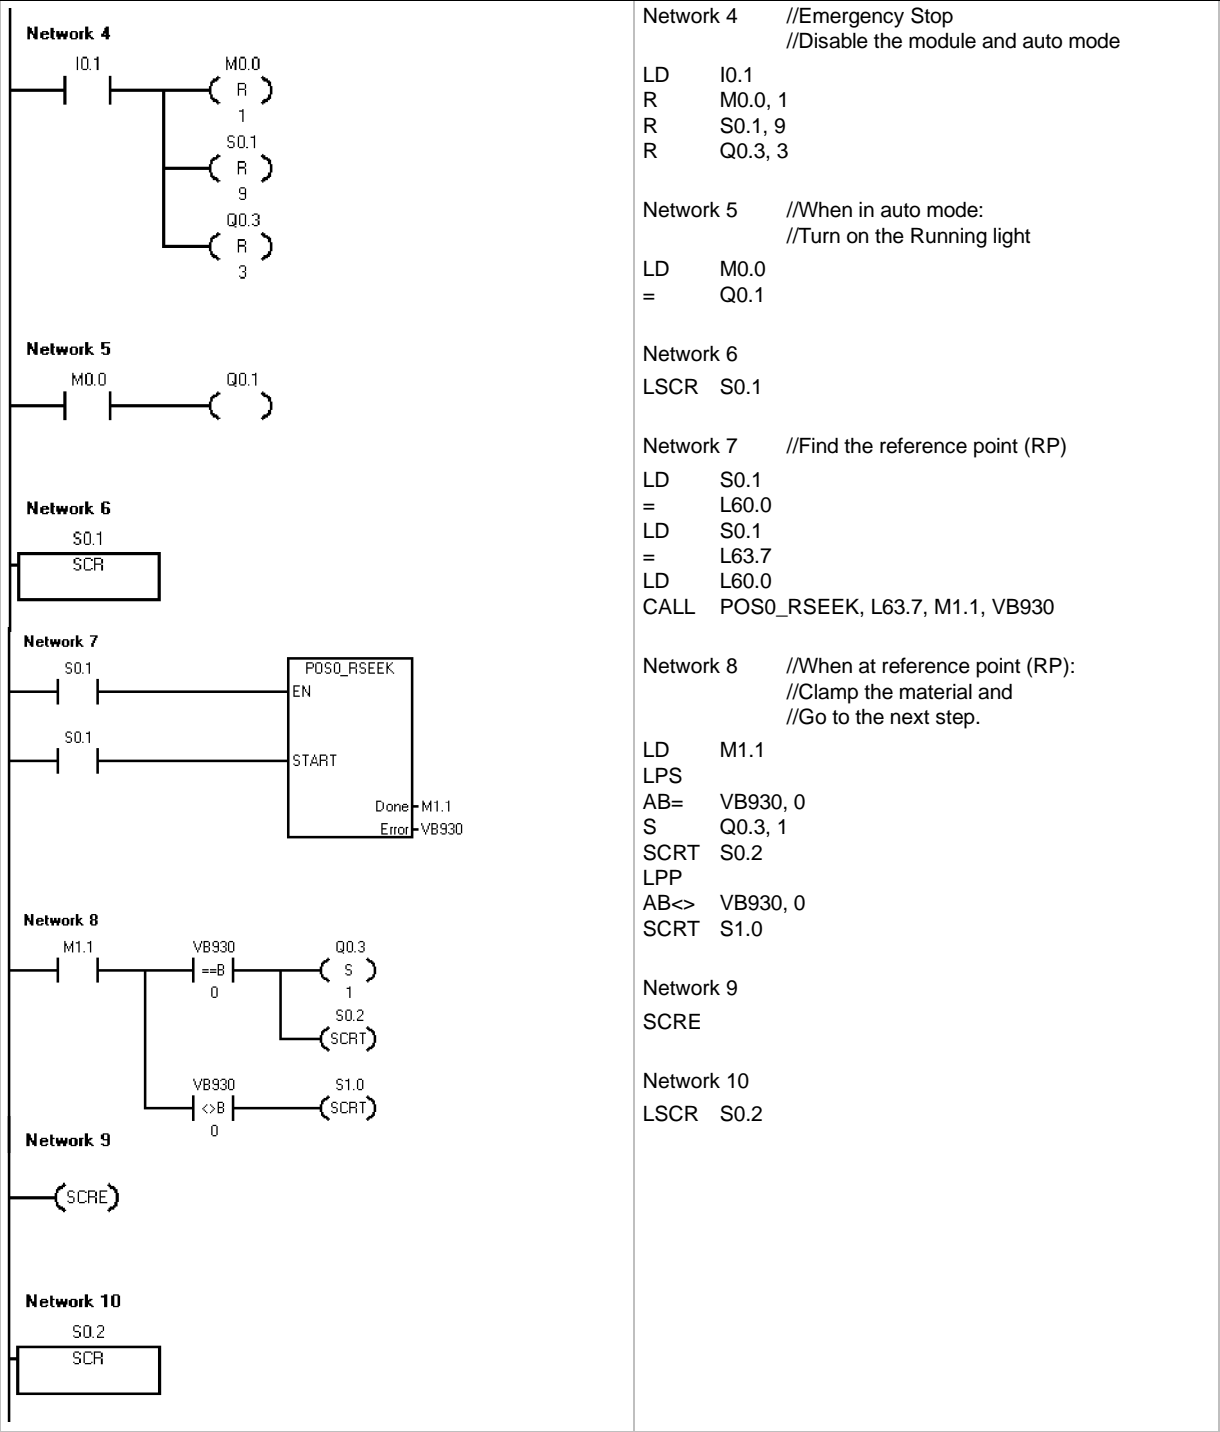 Network 4
I0.1
M0.0
R
1
S0.1
R
9
Q0.3
R
3
Network 5
M0.0
Q0.1
Network 6
S0.1
SCR
Network 7
S0.1
POS0_RSEEK
EN
S0.1
START
Done
M1.1
Error
VB930
Network 8
M1.1
VB930
==B
0
Q0.3
S
1
S0.2
SCRT
VB930
<>B
0
S1.0
SCRT
Network 9
SCRE
Network 10
S0.2
SCR
Network 4 //Emergency Stop
//Disable the module and auto mode
LD I0.1
R M0.0, 1
R S0.1, 9
R Q0.3, 3
Network 5 //When in auto mode:
//Turn on the Running light
LD M0.0
= Q0.1
Network 6
LSCR S0.1
Network 7 //Find the reference point (RP)
LD S0.1
= L60.0
LD S0.1
= L63.7
LD L60.0
CALL POS0_RSEEK, L63.7, M1.1, VB930
Network 8 //When at reference point (RP):
//Clamp the material and
//Go to the next step.
LD M1.1
LPS
AB= VB930, 0
S Q0.3, 1
SCRT S0.2
LPP
AB<> VB930, 0
SCRT S1.0
Network 9
SCRE
Network 10
LSCR S0.2